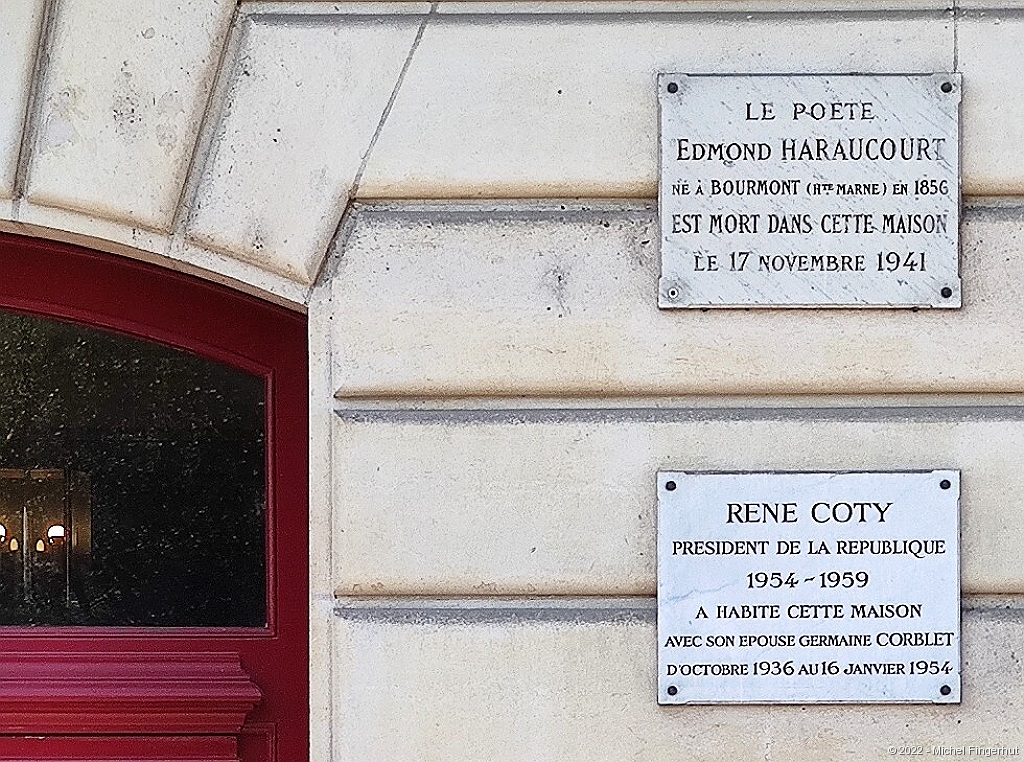 LE POETE
EDMOND HARAUCOURT
NÉ À BOURMONT (HTE MARNE) EN 1856
EST MORT DANS CETTE MAISON
LE 17 NOVEMBRE 1941
RENE COTY
PRESIDENT DE LA REPUBLIQUE
1954 - 1959
A HABITE CETTE MAISON
AVEC SON EPOUSE GERMAINE CORBLET
D'OCTOBRE 1936 AU 16 JANVIER 1954
© 2022 - Michel Fingerhut